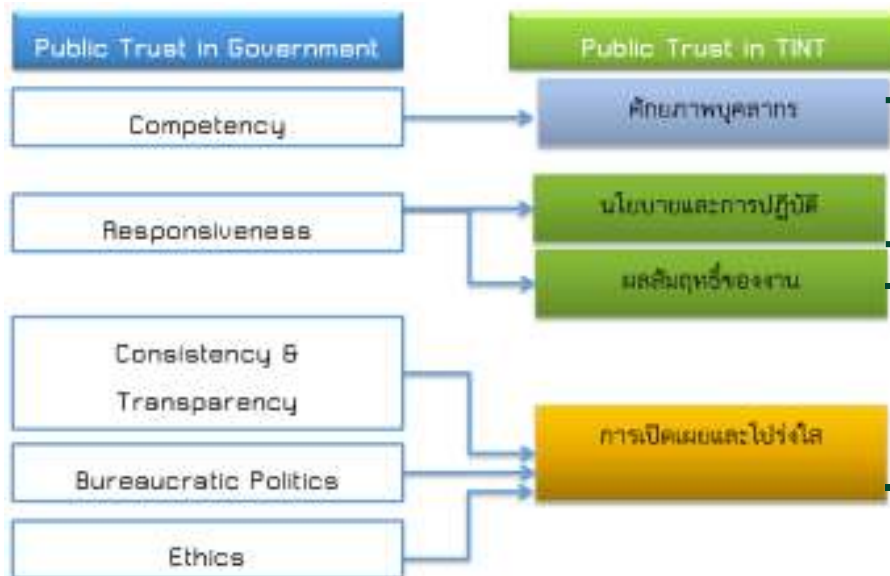 Public Trust in Government
Public Trust in TINT
Competency
ศักยภาพบุคลากร
Responsiveness
นโยบายและการปฏิบัติ
ผลสัมฤทธิ์ของงาน
Consistency &
Transparency
การเปิดเผยและโปร่งใส
Bureaucratic Politics
Ethics